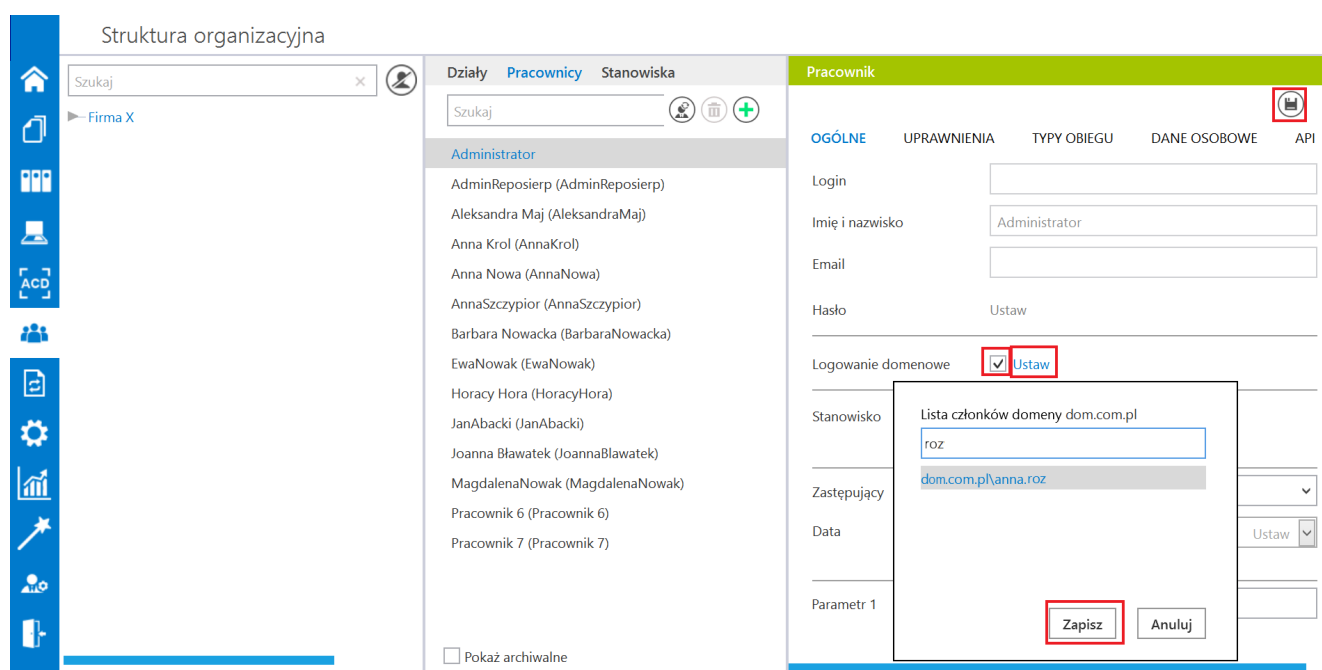 Struktura organizacyjna
Szukaj
Firma X
Działy Pracownicy Stanowiska
Szukaj
Administrator
AdminReposierp (AdminReposierp)
Aleksandra Maj (AleksandraMaj)
Anna Krol (AnnaKrol)
Anna Nowa (AnnaNowa)
AnnaSzczypior (AnnaSzczypior)
Barbara Nowacka (BarbaraNowacka)
EwaNowak (EwaNowak)
Horacy Hora (HoracyHora)
JanAbacki (JanAbacki)
Joanna Bławatek (JoannaBlawatek)
MagdalenaNowak (MagdalenaNowak)
Pracownik 6 (Pracownik 6)
Pracownik 7 (Pracownik 7)
Pokaż archiwalne
Pracownik
OGÓLNE UPRAWNIENIA TYPY OBIEGU DANE OSOBOWE API
Login
Imię i nazwisko Administrator
Email
Hasło Ustaw
Logowanie domenowe Ustaw
Stanowisko
Zastępujący
Data Ustaw
Parametr 1
Lista członków domeny dom.com.pl
roz
dom.com.pl\anna.roz
Zapisz Anuluj
ACD